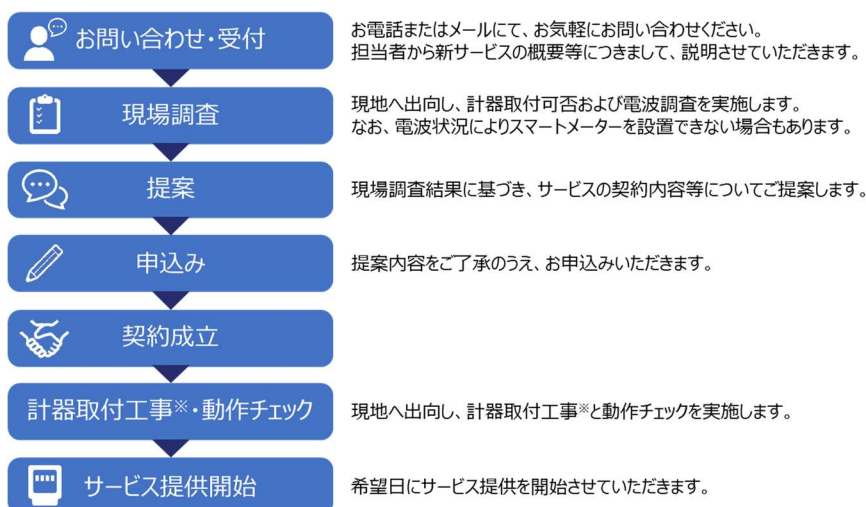 お問い合わせ・受付
お電話またはメールにて、お気軽にお問い合わせください。
担当者から新サービスの概要等につきまして、説明させていただきます。
現場調査
現地へ出向し、計器取付可否および電波調査を実施します。
なお、電波状況によりスマートメーターを設置できない場合もあります。
提案
現場調査結果に基づき、サービスの契約内容等についてご提案します。
申込み
提案内容をご了承のうえ、お申込みいただきます。
契約成立
計器取付工事※・動作チェック
現地へ出向し、計器取付工事※と動作チェックを実施します。
サービス提供開始
希望日にサービス提供を開始させていただきます。